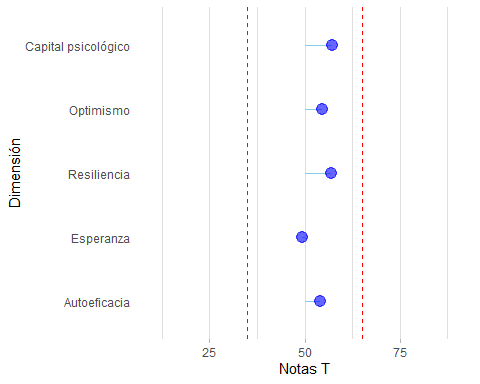 Capital psicológico
Optimismo
Resiliencia
Esperanza
Autoeficacia
Dimensión
25
50
75
Notas T